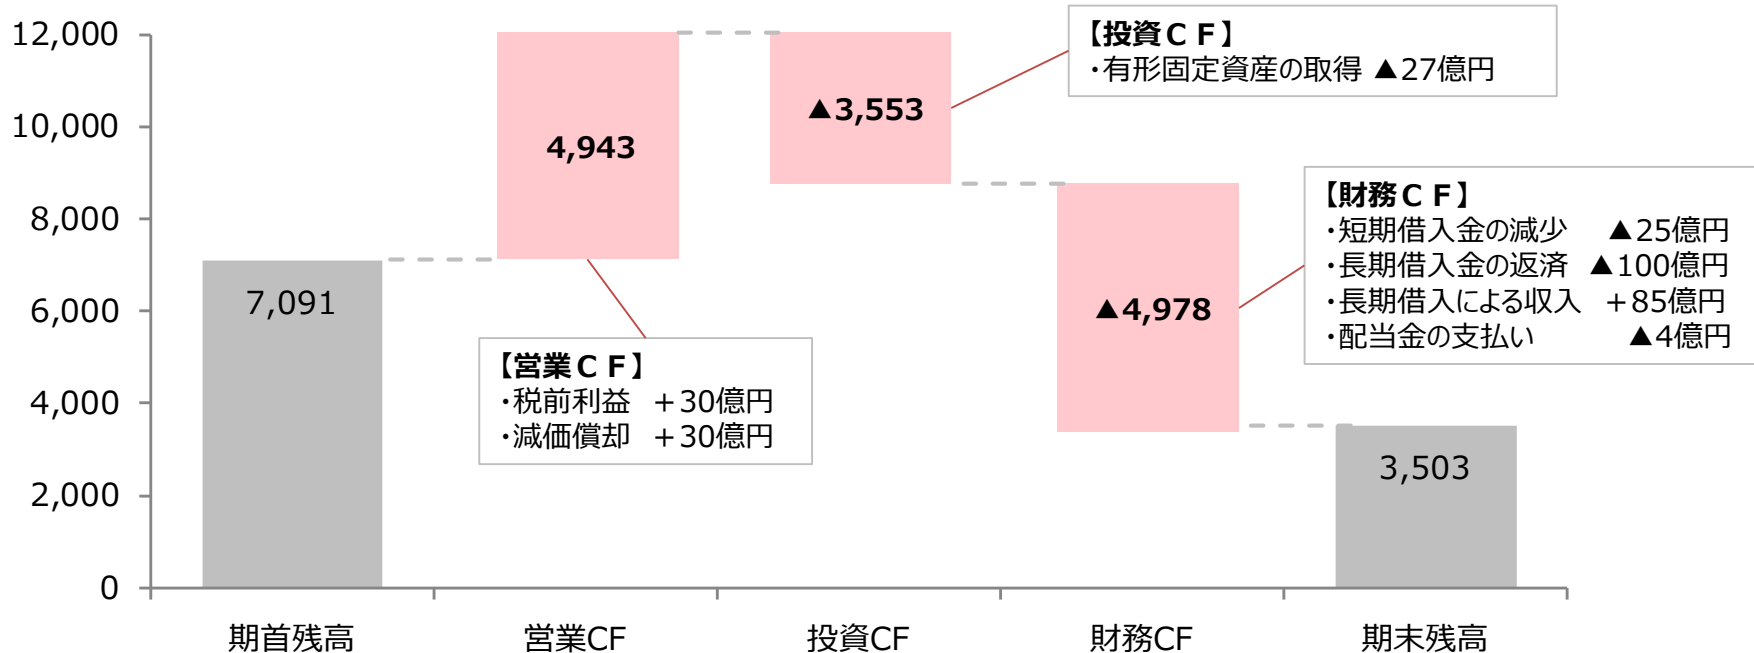 12,000
10,000
8,000
6,000
4,000
2,000
0
7,091
4,943
▲3,553
▲4,978
3,503
【投資ＣＦ】
・有形固定資産の取得 ▲27億円
【財務ＣＦ】
・短期借入金の減少 ▲25億円
・長期借入金の返済 ▲100億円
・長期借入による収入 ＋85億円
・配当金の支払い ▲4億円
【営業ＣＦ】
・税前利益 ＋30億円
・減価償却 ＋30億円
期首残高 営業CF 投資CF 財務CF 期末残高